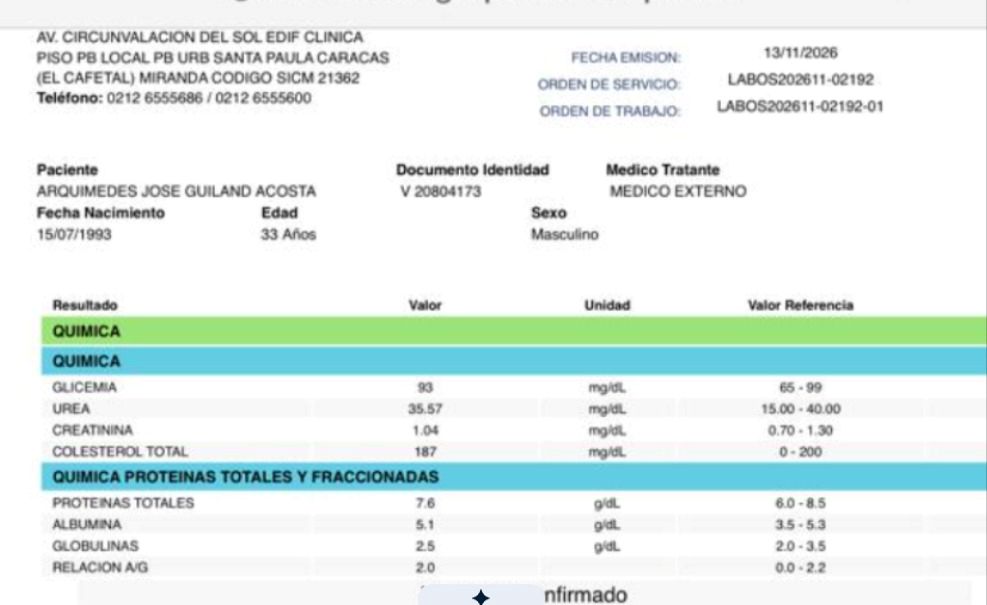 AV. CIRCUNVALACION DEL SOL EDIF CLINICA
PISO PB LOCAL PB URB SANTA PAULA CARACAS
(EL CAFETAL) MIRANDA CODIGO SICM 21362
Teléfono: 0212 6555686 / 0212 6555600
FECHA EMISION: 13/11/2026
ORDEN DE SERVICIO: LABOS202611-02192
ORDEN DE TRABAJO: LABOS202611-02192-01
Paciente Documento Identidad Medico Tratante
ARQUIMEDES JOSE GUILAND ACOSTA V 20804173 MEDICO EXTERNO
Fecha Nacimiento Edad Sexo
15/07/1993 33 Años Masculino
Resultado Valor Unidad Valor Referencia
QUIMICA
QUIMICA
GLICEMIA 93 mg/dL 65 - 99
UREA 35.57 mg/dL 15.00 - 40.00
CREATININA 1.04 mg/dL 0.70 - 1.30
COLESTEROL TOTAL 187 mg/dL 0 - 200
QUIMICA PROTEINAS TOTALES Y FRACCIONADAS
PROTEINAS TOTALES 7.6 g/dL 6.0 - 8.5
ALBUMINA 5.1 g/dL 3.5 - 5.3
GLOBULINAS 2.5 g/dL 2.0 - 3.5
RELACION A/G 2.0 0.0 - 2.2
nfirmado